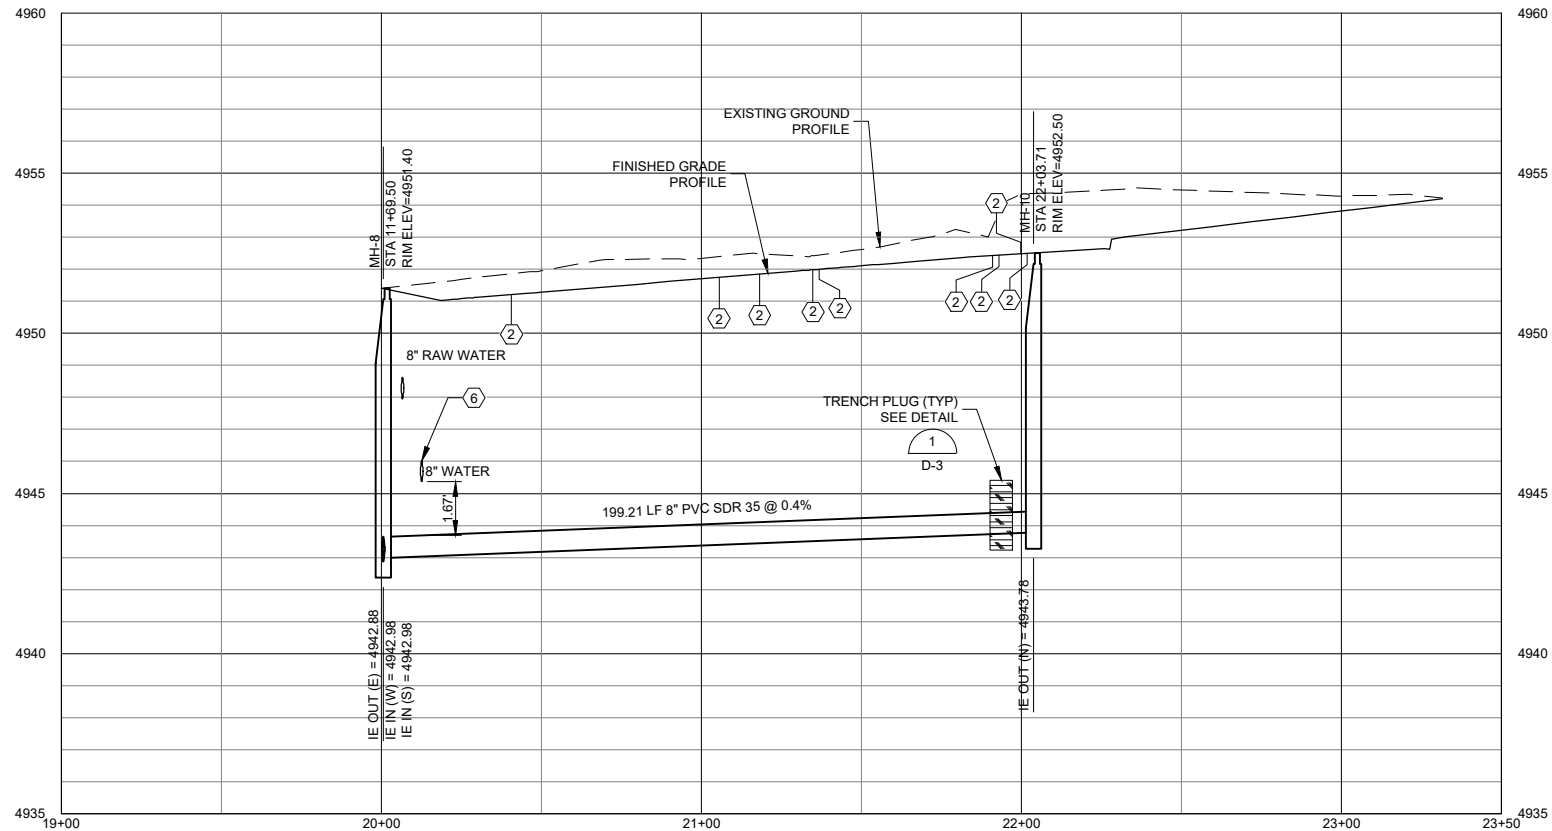 4960
4960
EXISTING GROUND
PROFILE
FINISHED GRADE
PROFILE
4955
4955
MH-8
STA 11+69.50
RIM ELEV=4951.40
MH-10
STA 22+03.71
RIM ELEV=4952.50
2
2
2
2
2
2
2
2
2
4950
4950
8" RAW WATER
6
TRENCH PLUG (TYP)
SEE DETAIL
1
D-3
8" WATER
1.67'
4945
4945
199.21 LF 8" PVC SDR 35 @ 0.4%
IE OUT (E) = 4942.88
IE IN (W) = 4942.98
IE IN (S) = 4942.98
IE OUT (N) = 4943.78
4940
4940
4935
4935
19+00
20+00
21+00
22+00
23+00
23+50